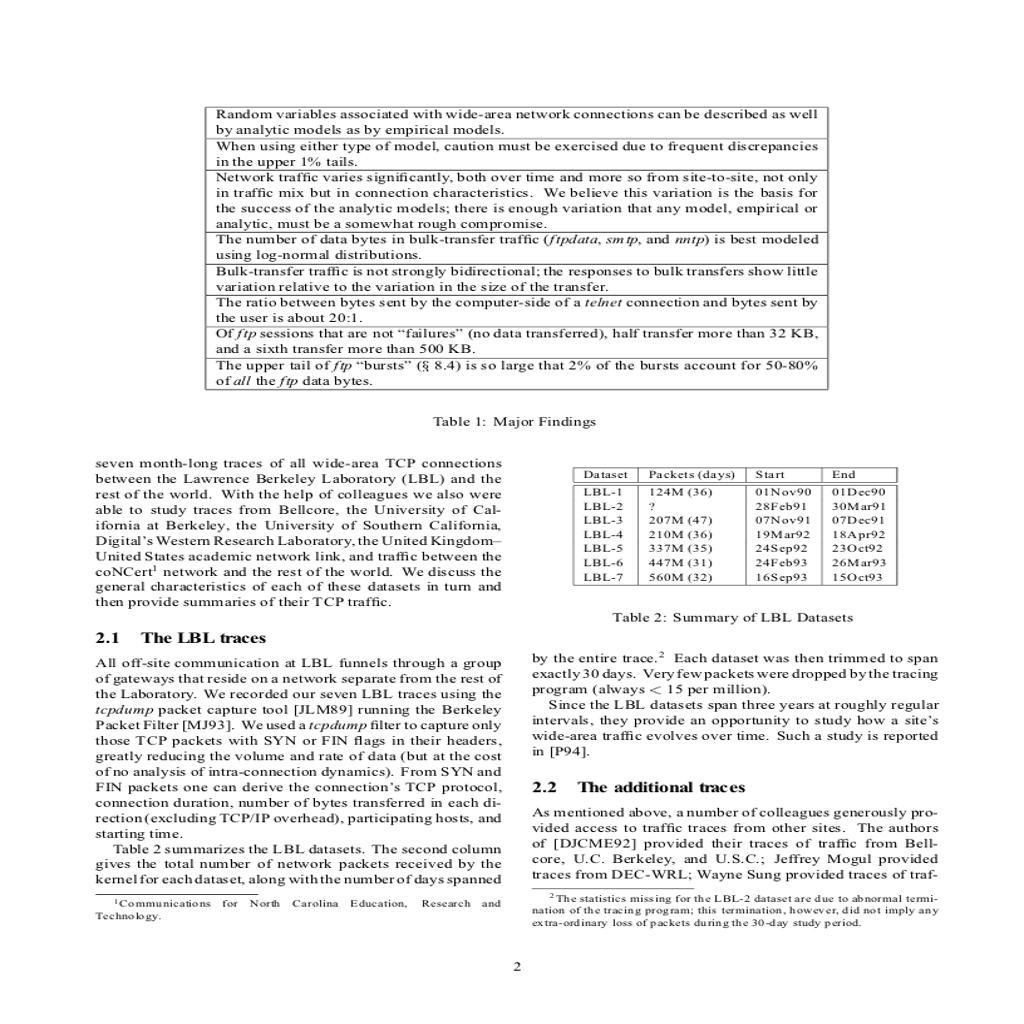 Random variables associated with wide-area network connections can be described as well
by analytic models as by empirical models.
When using either type of model, caution must be exercised due to frequent discrepancies
in the upper 1% tails.
Network traffic varies significantly, both over time and more so from site-to-site, not only
in traffic mix but in connection characteristics. We believe this variation is the basis for
the success of the analytic models; there is enough variation that any model, empirical or
analytic, must be a somewhat rough compromise.
The number of data bytes in bulk-transfer traffic (ftpdata, smtp, and nntp) is best modeled
using log-normal distributions.
Bulk-transfer traffic is not strongly bidirectional; the responses to bulk transfers show little
variation relative to the variation in the size of the transfer.
The ratio between bytes sent by the computer-side of a telnet connection and bytes sent by
the user is about 20:1.
Of ftp sessions that are not “failures” (no data transferred), half transfer more than 32 KB,
and a sixth transfer more than 500 KB.
The upper tail of ftp “bursts” (§ 8.4) is so large that 2% of the bursts account for 50-80%
of all the ftp data bytes.
Table 1: Major Findings
seven month-long traces of all wide-area TCP connections
between the Lawrence Berkeley Laboratory (LBL) and the
rest of the world. With the help of colleagues we also were
able to study traces from Bellcore, the University of Cal-
ifornia at Berkeley, the University of Southern California,
Digital's Western Research Laboratory, the United Kingdom–
United States academic network link, and traffic between the
coNCert¹ network and the rest of the world. We discuss the
general characteristics of each of these datasets in turn and
then provide summaries of their TCP traffic.
2.1 The LBL traces
All off-site communication at LBL funnels through a group
of gateways that reside on a network separate from the rest of
the Laboratory. We recorded our seven LBL traces using the
tcpdump packet capture tool [JLM89] running the Berkeley
Packet Filter [MJ93]. We used a tcpdump filter to capture only
those TCP packets with SYN or FIN flags in their headers,
greatly reducing the volume and rate of data (but at the cost
of no analysis of intra-connection dynamics). From SYN and
FIN packets one can derive the connection's TCP protocol,
connection duration, number of bytes transferred in each di-
rection (excluding TCP/IP overhead), participating hosts, and
starting time.
Table 2 summarizes the LBL datasets. The second column
gives the total number of network packets received by the
kernel for each dataset, along with the number of days spanned
¹Communications for North Carolina Education, Research and
Technology.
Dataset Packets (days) Start End
LBL-1 124M (36) 01Nov90 01Dec90
LBL-2 ? 28Feb91 30Mar91
LBL-3 207M (47) 07Nov91 07Dec91
LBL-4 210M (36) 19Mar92 18Apr92
LBL-5 337M (35) 24Sep92 23Oct92
LBL-6 447M (31) 24Feb93 26Mar93
LBL-7 560M (32) 16Sep93 15Oct93
Table 2: Summary of LBL Datasets
by the entire trace.² Each dataset was then trimmed to span
exactly 30 days. Very few packets were dropped by the tracing
program (always < 15 per million).
Since the LBL datasets span three years at roughly regular
intervals, they provide an opportunity to study how a site's
wide-area traffic evolves over time. Such a study is reported
in [P94].
2.2 The additional traces
As mentioned above, a number of colleagues generously pro-
vided access to traffic traces from other sites. The authors
of [DJCME92] provided their traces of traffic from Bell-
core, U.C. Berkeley, and U.S.C.; Jeffrey Mogul provided
traces from DEC-WRL; Wayne Sung provided traces of traf-
²The statistics missing for the LBL-2 dataset are due to abnormal termi-
nation of the tracing program; this termination, however, did not imply any
extra-ordinary loss of packets during the 30-day study period.
2